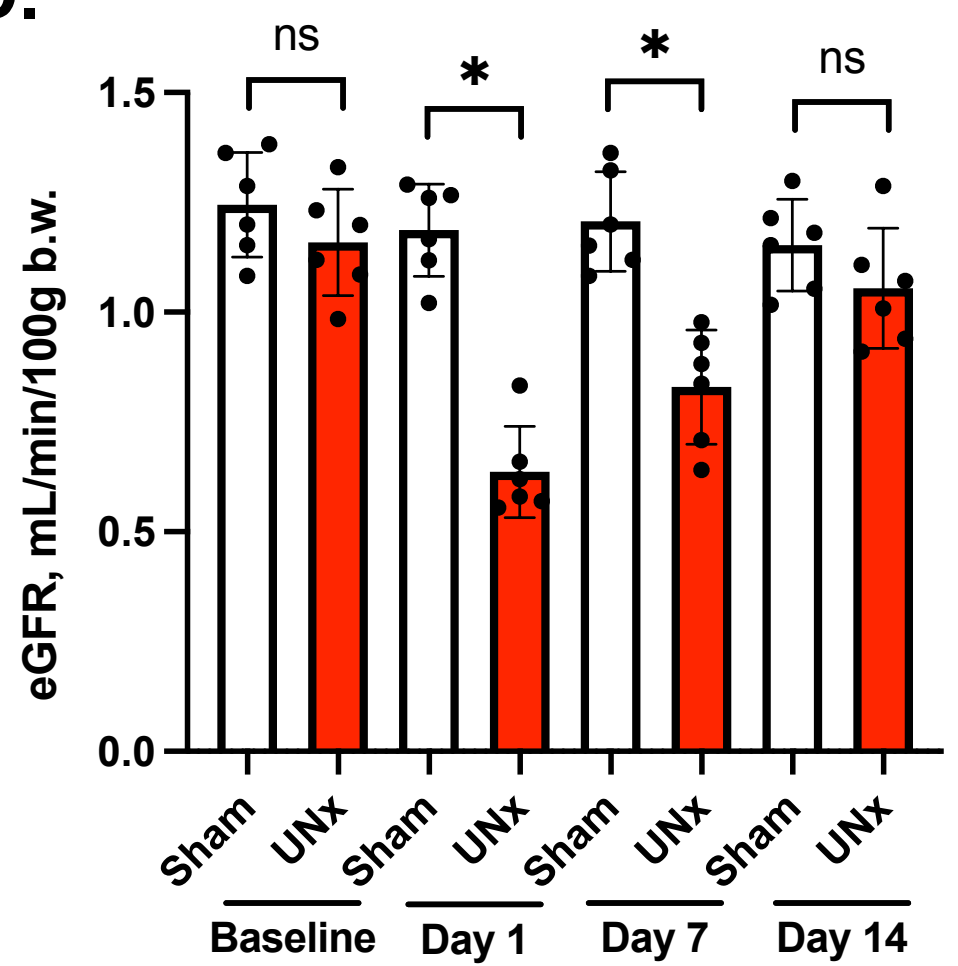 ns
*
*
ns
1.5
1.0
0.5
0.0
eGFR, mL/min/100g b.w.
Sham
UNx
Sham
UNx
Sham
UNx
Sham
UNx
Baseline
Day 1
Day 7
Day 14